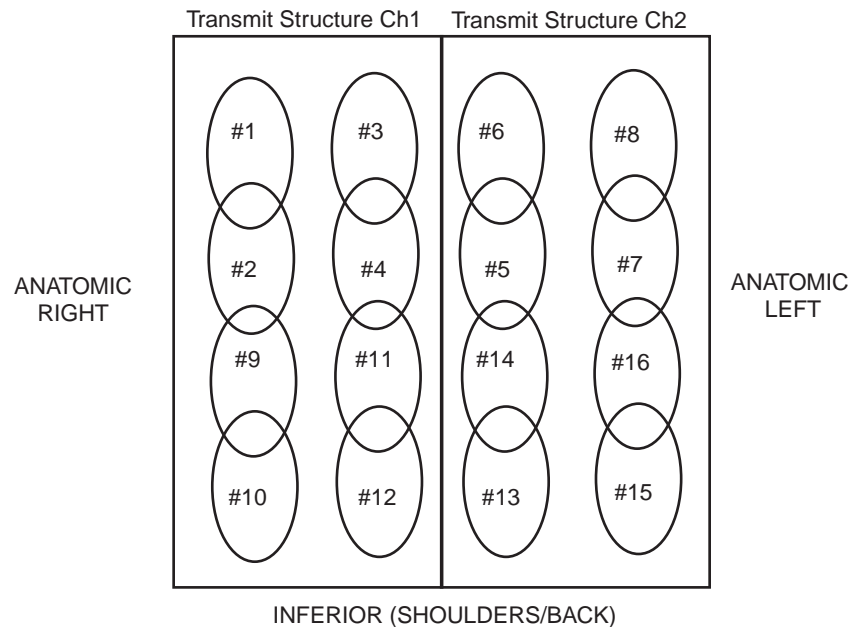 Transmit Structure Ch1 Transmit Structure Ch2
#1 #3 #6 #8
#2 #4 #5 #7
ANATOMIC RIGHT
ANATOMIC LEFT
#9 #11 #14 #16
#10 #12 #13 #15
INFERIOR (SHOULDERS/BACK)